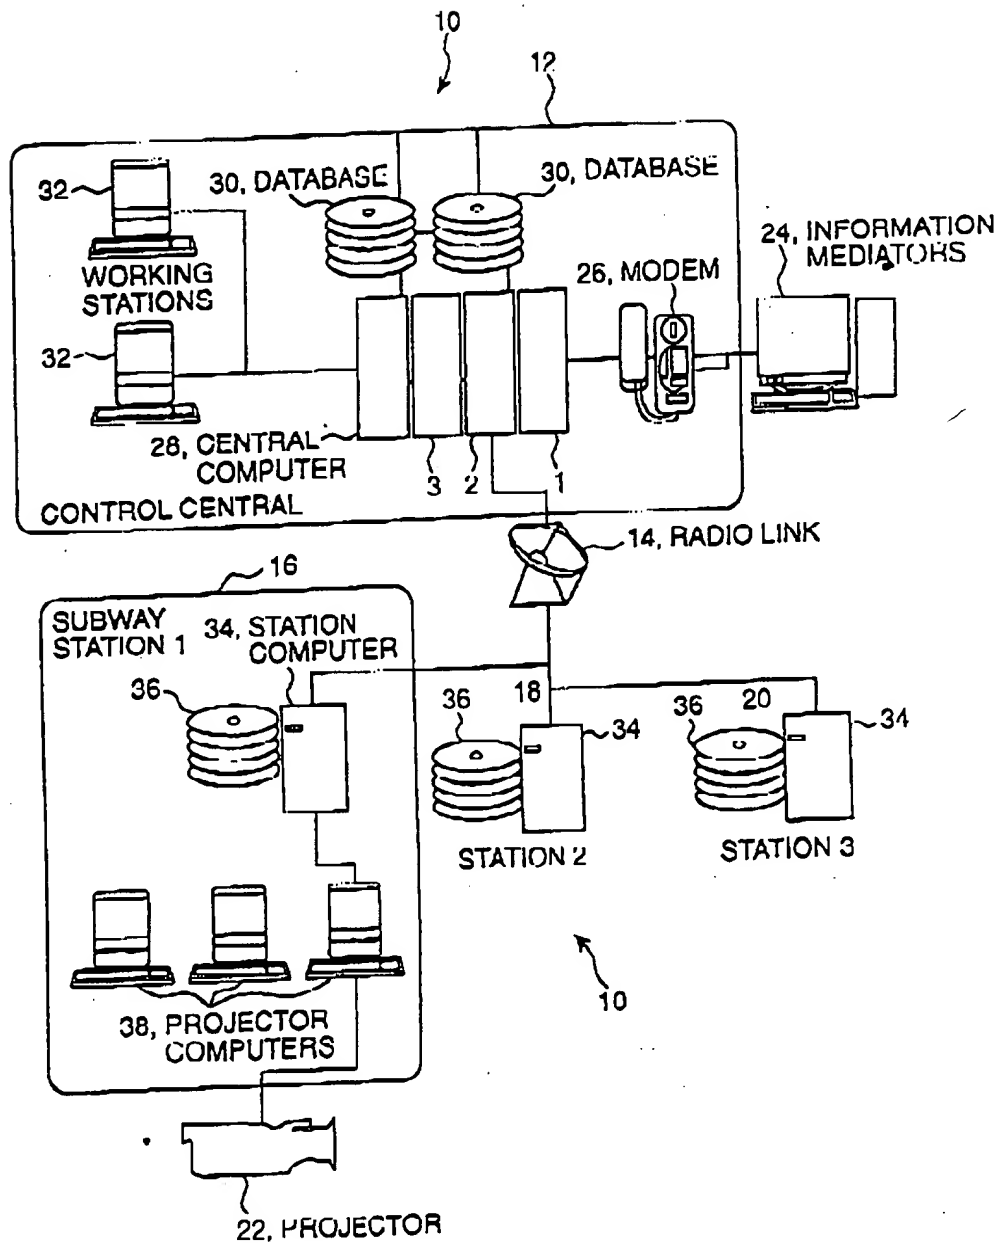 10
12
32
30, DATABASE
30, DATABASE
24, INFORMATION
MEDIATORS
WORKING
STATIONS
26, MODEM
32
28, CENTRAL
COMPUTER
3
2
1
CONTROL CENTRAL
14, RADIO LINK
16
SUBWAY
STATION 1
34, STATION
COMPUTER
36
18
36
34
20
36
34
STATION 2
STATION 3
38, PROJECTOR
COMPUTERS
10
22, PROJECTOR